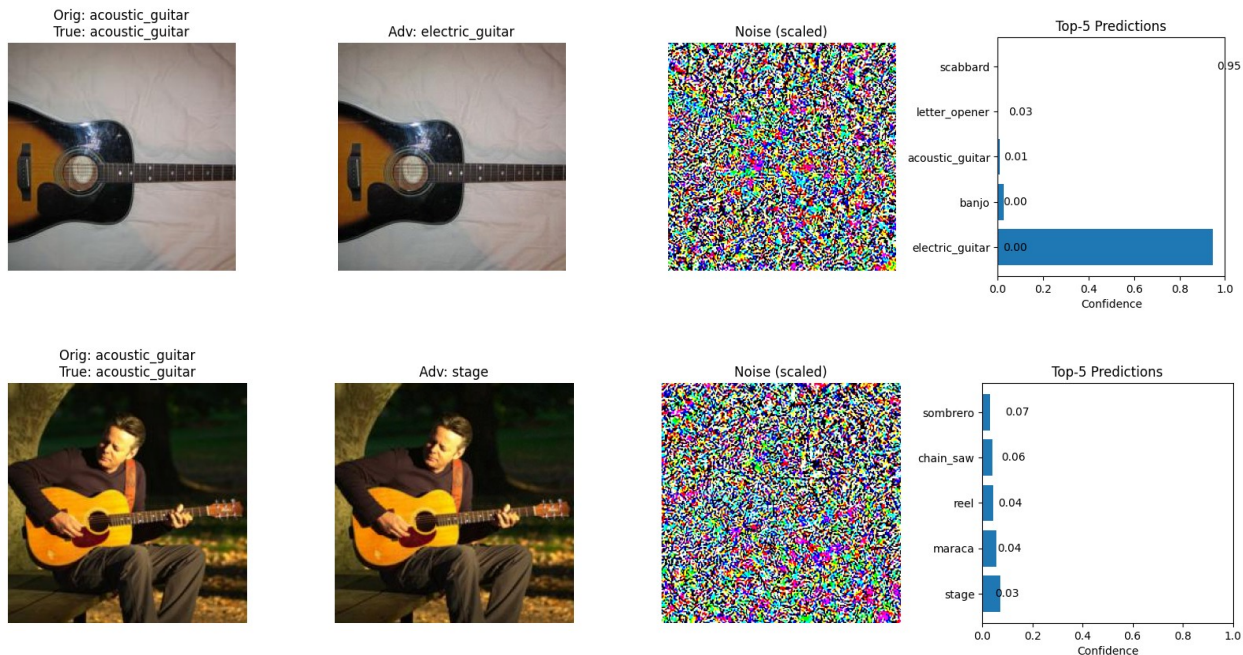 Orig: acoustic_guitar
True: acoustic_guitar
Adv: electric_guitar
Noise (scaled)
Top-5 Predictions
scabbard 0.95
letter_opener 0.03
acoustic_guitar 0.01
banjo 0.00
electric_guitar 0.00
0.0 0.2 0.4 0.6 0.8 1.0
Confidence
Orig: acoustic_guitar
True: acoustic_guitar
Adv: stage
Noise (scaled)
Top-5 Predictions
sombrero 0.07
chain_saw 0.06
reel 0.04
maraca 0.04
stage 0.03
0.0 0.2 0.4 0.6 0.8 1.0
Confidence